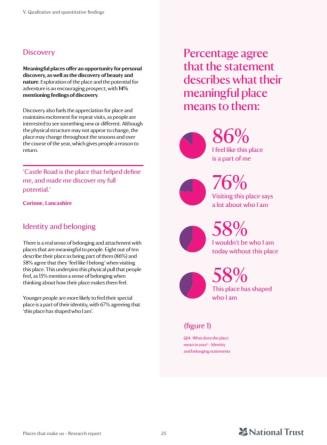 V. Qualitative and quantitative findings
Discovery
Meaningful places offer an opportunity for personal
discovery, as well as the discovery of beauty and
nature. Exploration of the place and the potential for
adventure is an encouraging prospect, with 14%
mentioning feelings of discovery.
Discovery also fuels the appreciation for place and
maintains excitement for repeat visits, as people are
interested to see something new or different. Although
the physical structure may not appear to change, the
place may change throughout the sessions and over
the course of the year, which gives people a reason to
return.
'Castle Road is the place that helped define
me, and made me discover my full
potential.'
Corinne, Lancashire
Identity and belonging
There is a real sense of belonging and attachment with
places that are meaningful to people. Eight out of ten
describe their place as being part of them (86%) and
58% agree that they 'feel like I belong' when visiting
this place. This underpins this physical pull that people
feel, as 15% mention a sense of belonging when
thinking about how their place makes them feel.
Younger people are more likely to feel their special
place is a part of their identity, with 67% agreeing that
'this place has shaped who I am'.
Percentage agree
that the statement
describes what their
meaningful place
means to them:
86%
I feel like this place
is a part of me
76%
Visiting this place says
a lot about who I am
58%
I wouldn't be who I am
today without this place
58%
This place has shaped
who I am
(figure 1)
Q14. What does the place
mean to you? – Identity
and belonging statements
Places that make us – Research report
25
National Trust